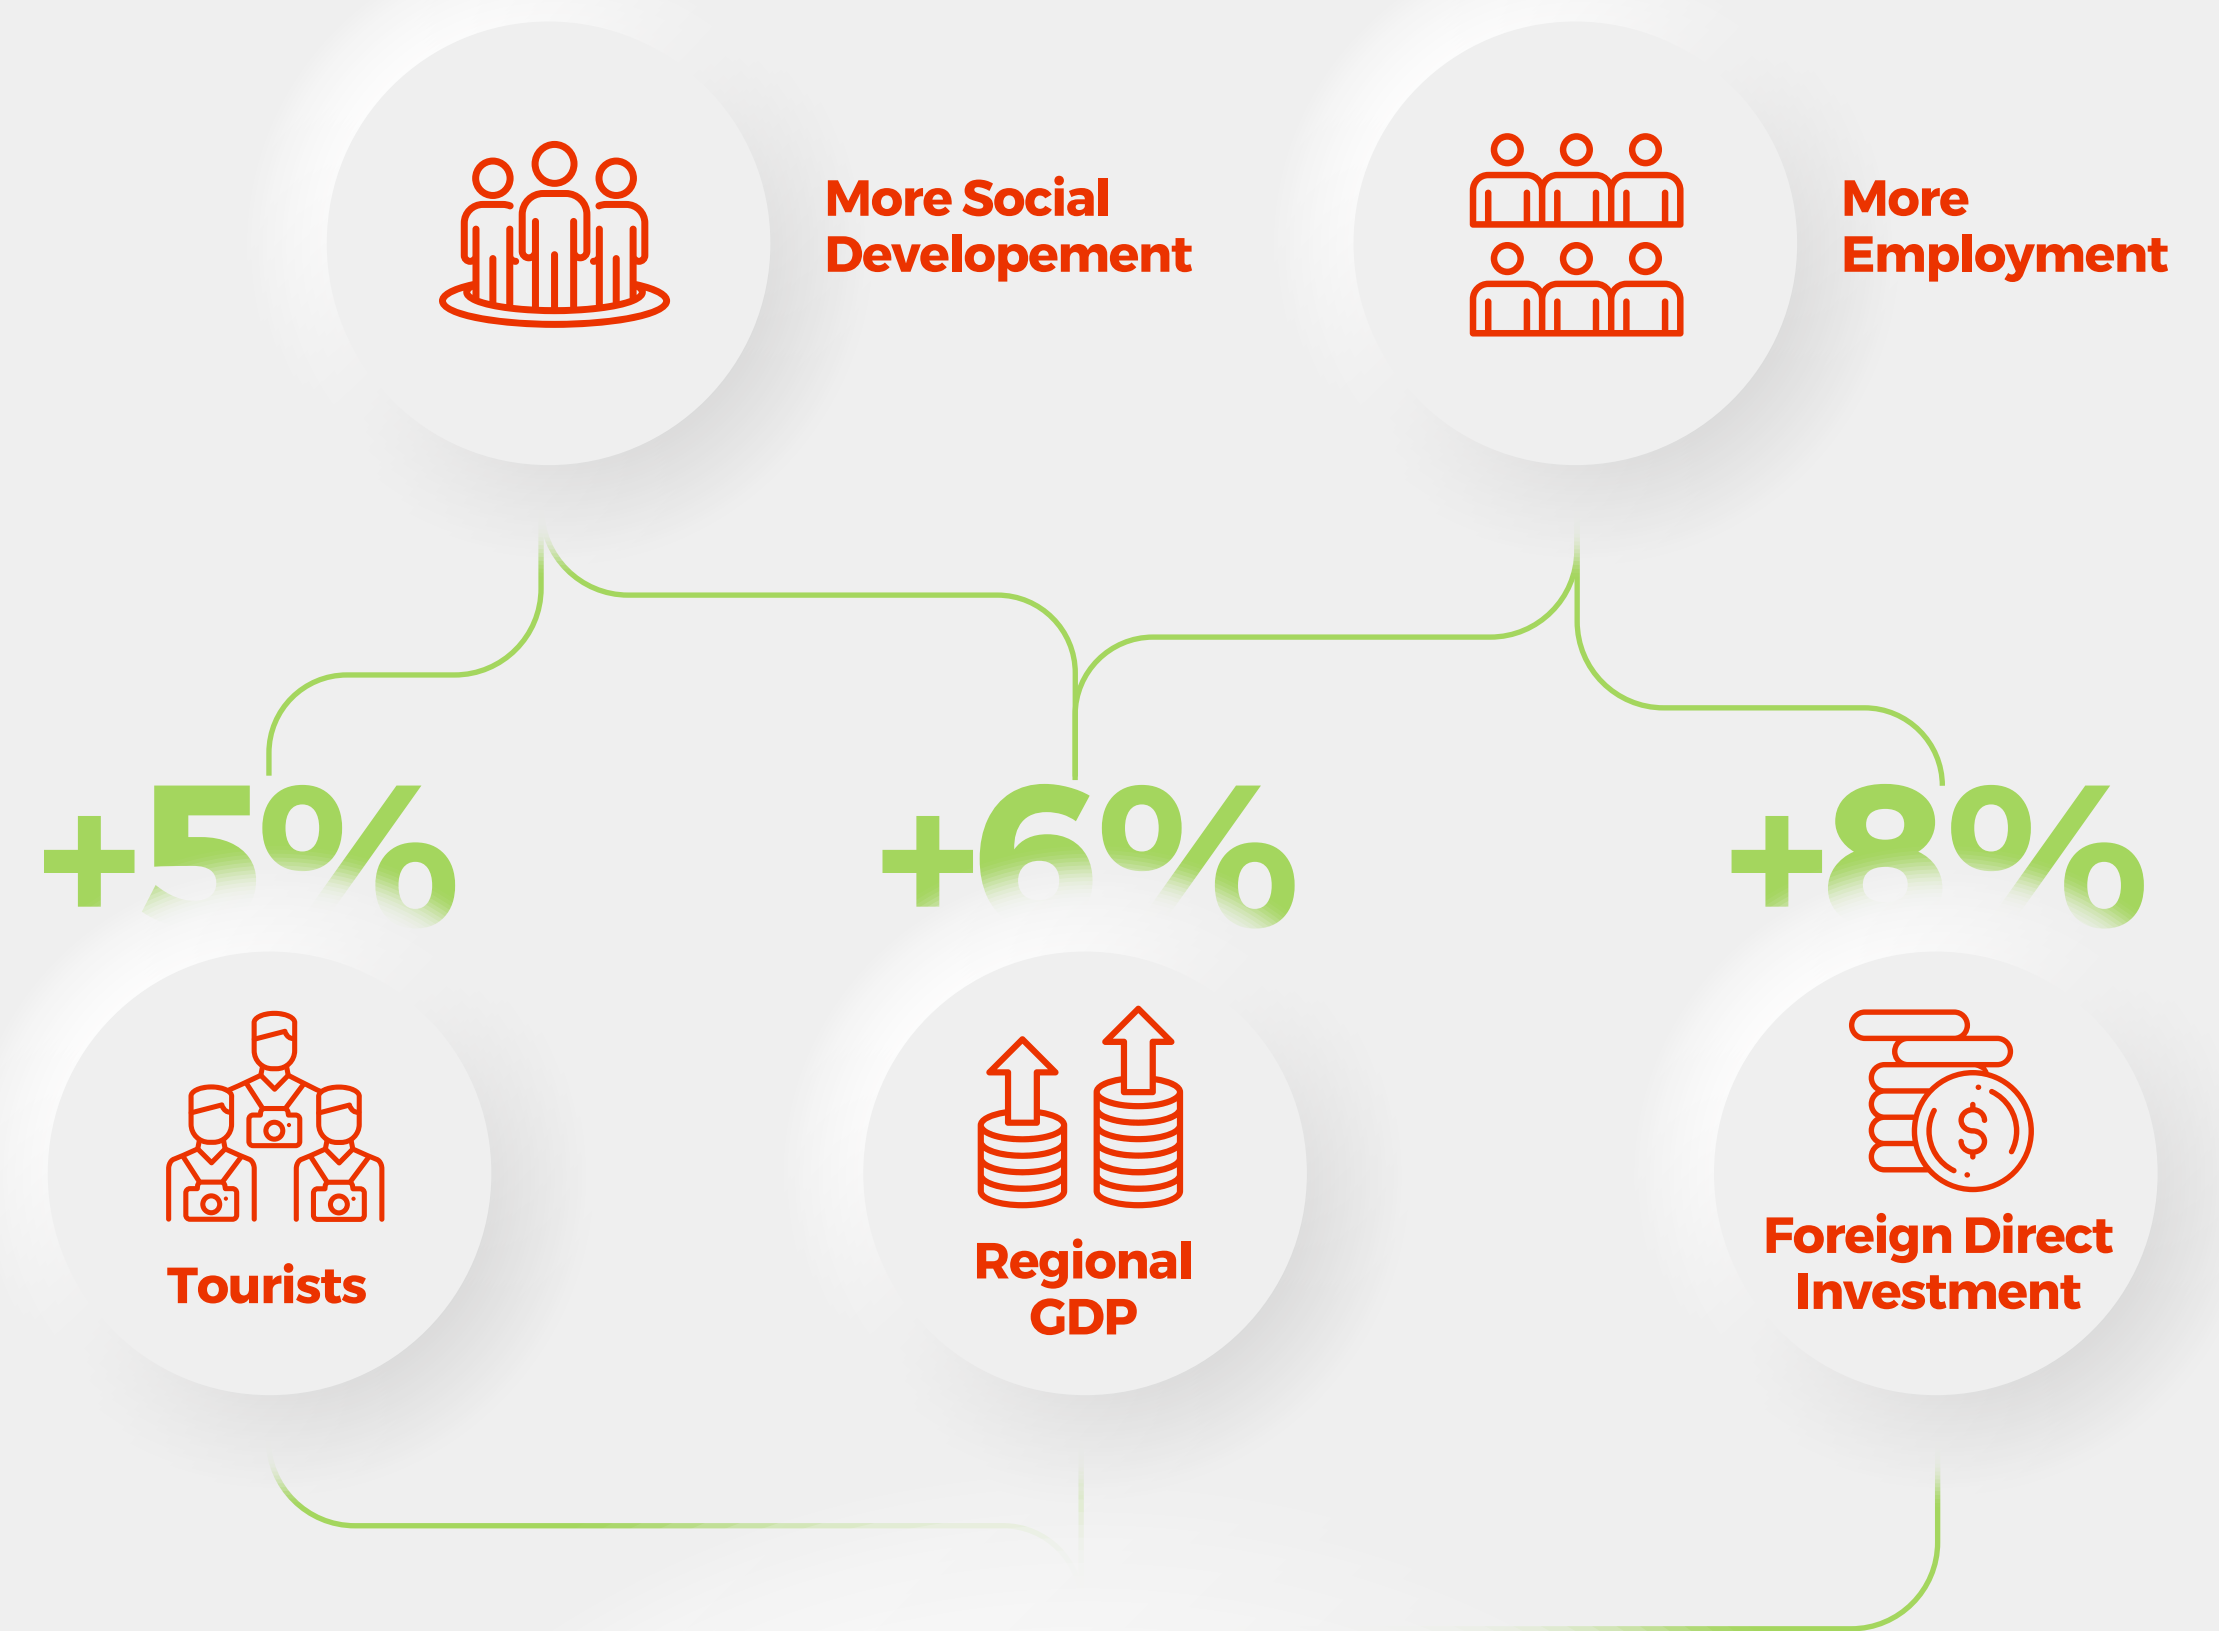 More Social
Developement
More
Employment
+5%
+6%
+8%
Tourists
Regional
GDP
Foreign Direct
Investment